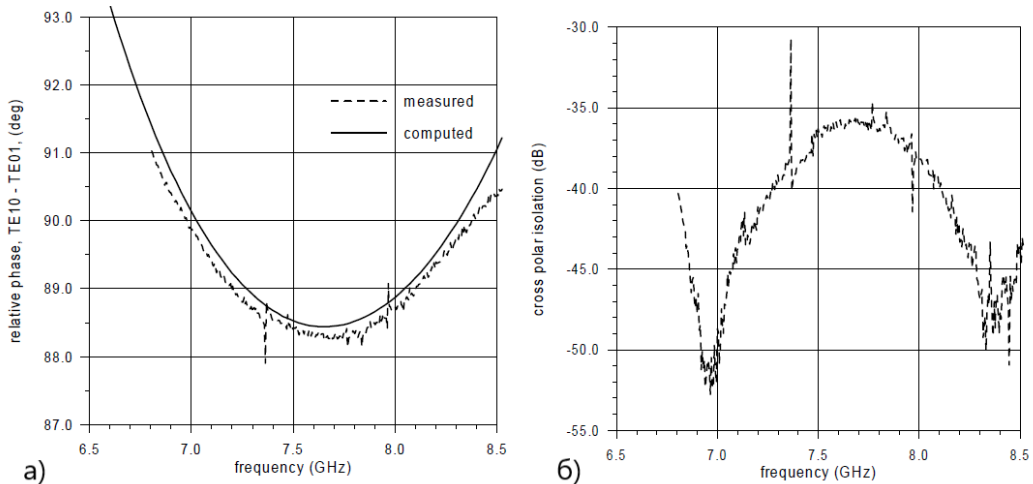 93.0
92.0
91.0
90.0
89.0
88.0
87.0
relative phase, TE10 - TE01, (deg)
measured
computed
6.5 7.0 7.5 8.0 8.5
frequency (GHz)
а)
-30.0
-35.0
-40.0
-45.0
-50.0
-55.0
cross polar isolation (dB)
6.5 7.0 7.5 8.0 8.5
frequency (GHz)
б)